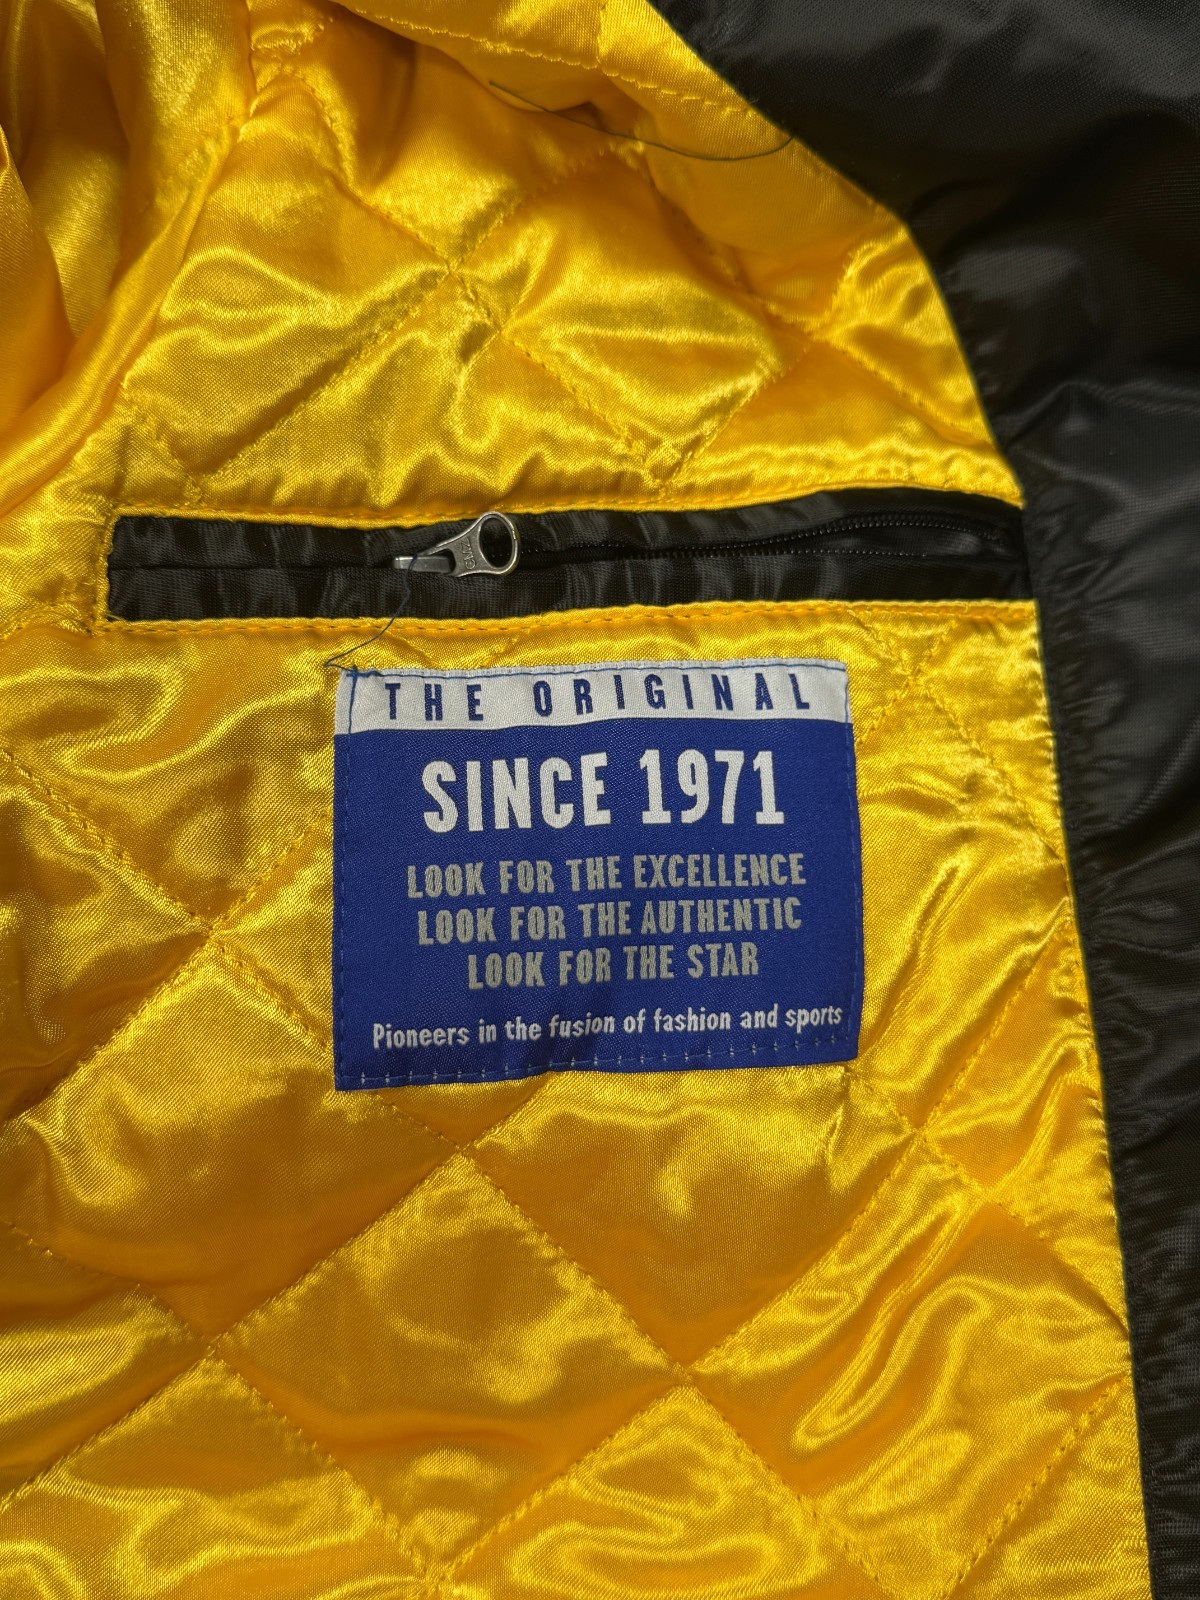 THE ORIGINAL
SINCE 1971
LOOK FOR THE EXCELLENCE
LOOK FOR THE AUTHENTIC
LOOK FOR THE STAR
Pioneers in the fusion of fashion and sports